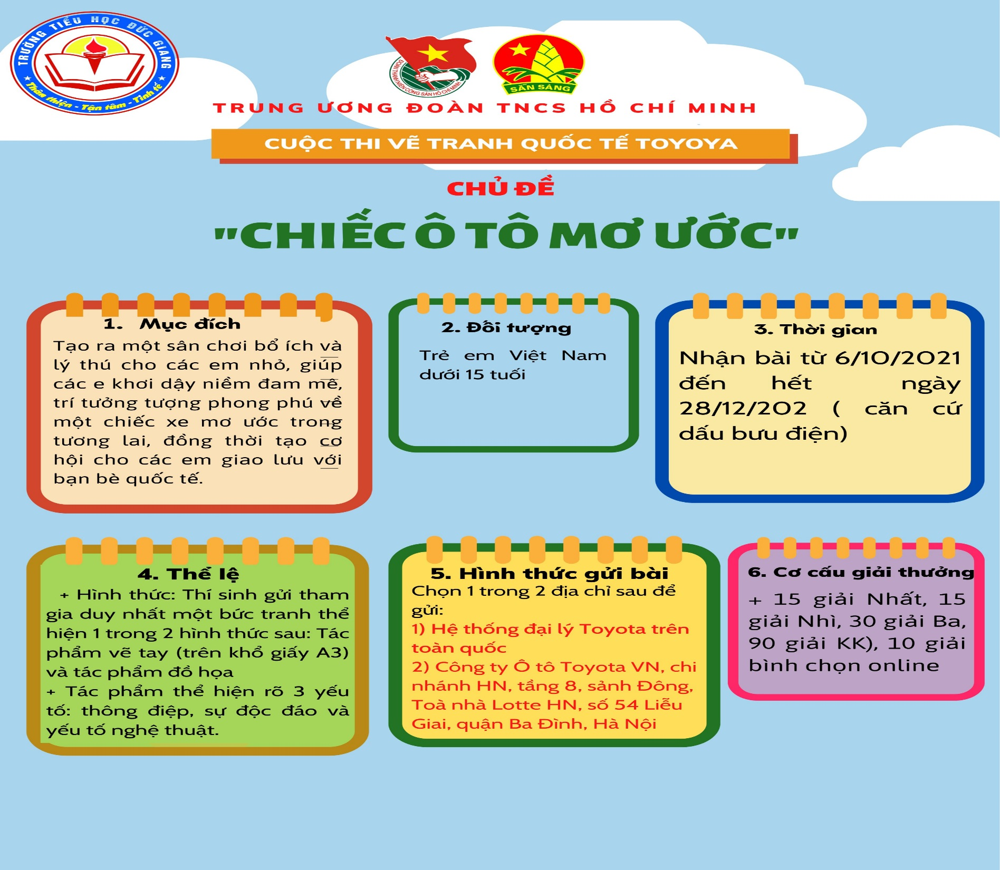 TRƯỜNG TIỂU HỌC ĐỨC GIANG
Thân thiện - Tận tâm - Tinh tế
ĐOÀN THANH NIÊN CỘNG SẢN HỒ CHÍ MINH
SẴN SÀNG
TRUNG ƯƠNG ĐOÀN TNCS HỒ CHÍ MINH
CUỘC THI VẼ TRANH QUỐC TẾ TOYOYA
CHỦ ĐỀ
"CHIẾC Ô TÔ MƠ ƯỚC"
1. Mục đích
Tạo ra một sân chơi bổ ích và
lý thú cho các em nhỏ, giúp
các e khơi dậy niềm đam mê,
trí tưởng tượng phong phú về
một chiếc xe mơ ước trong
tương lai, đồng thời tạo cơ
hội cho các em giao lưu với
bạn bè quốc tế.
2. Đối tượng
Trẻ em Việt Nam
dưới 15 tuổi
3. Thời gian
Nhận bài từ 6/10/2021
đến hết ngày
28/12/202 ( căn cứ
dấu bưu điện)
4. Thể lệ
+ Hình thức: Thí sinh gửi tham
gia duy nhất một bức tranh thể
hiện 1 trong 2 hình thức sau: Tác
phẩm vẽ tay (trên khổ giấy A3)
và tác phẩm đồ họa
+ Tác phẩm thể hiện rõ 3 yếu
tố: thông điệp, sự độc đáo và
yếu tố nghệ thuật.
5. Hình thức gửi bài
Chọn 1 trong 2 địa chỉ sau để
gửi:
1) Hệ thống đại lý Toyota trên
toàn quốc
2) Công ty Ô tô Toyota VN, chi
nhánh HN, tầng 8, sảnh Đông,
Toà nhà Lotte HN, số 54 Liễu
Giai, quận Ba Đình, Hà Nội
6. Cơ cấu giải thưởng
+ 15 giải Nhất, 15
giải Nhì, 30 giải Ba,
90 giải KK), 10 giải
bình chọn online